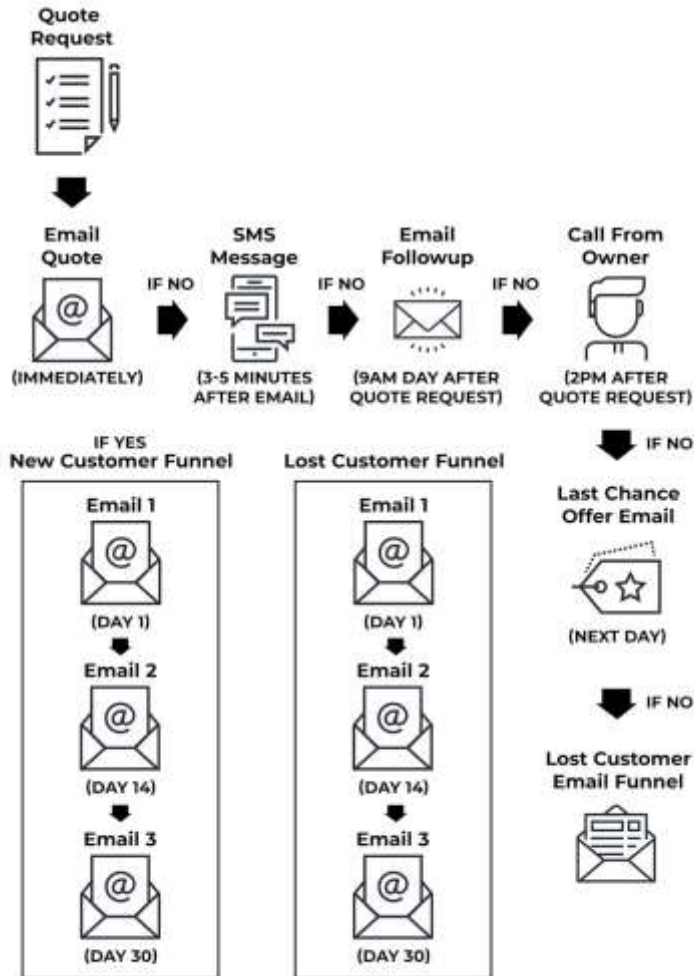 Quote
Request
Email
Quote
(IMMEDIATELY)
IF NO
SMS
Message
(3-5 MINUTES
AFTER EMAIL)
IF NO
Email
Followup
(9AM DAY AFTER
QUOTE REQUEST)
IF NO
Call From
Owner
(2PM AFTER
QUOTE REQUEST)
IF NO
Last Chance
Offer Email
(NEXT DAY)
IF NO
Lost Customer
Email Funnel
IF YES
New Customer Funnel
Email 1
@
(DAY 1)
Email 2
@
(DAY 14)
Email 3
@
(DAY 30)
Lost Customer Funnel
Email 1
@
(DAY 1)
Email 2
@
(DAY 14)
Email 3
@
(DAY 30)